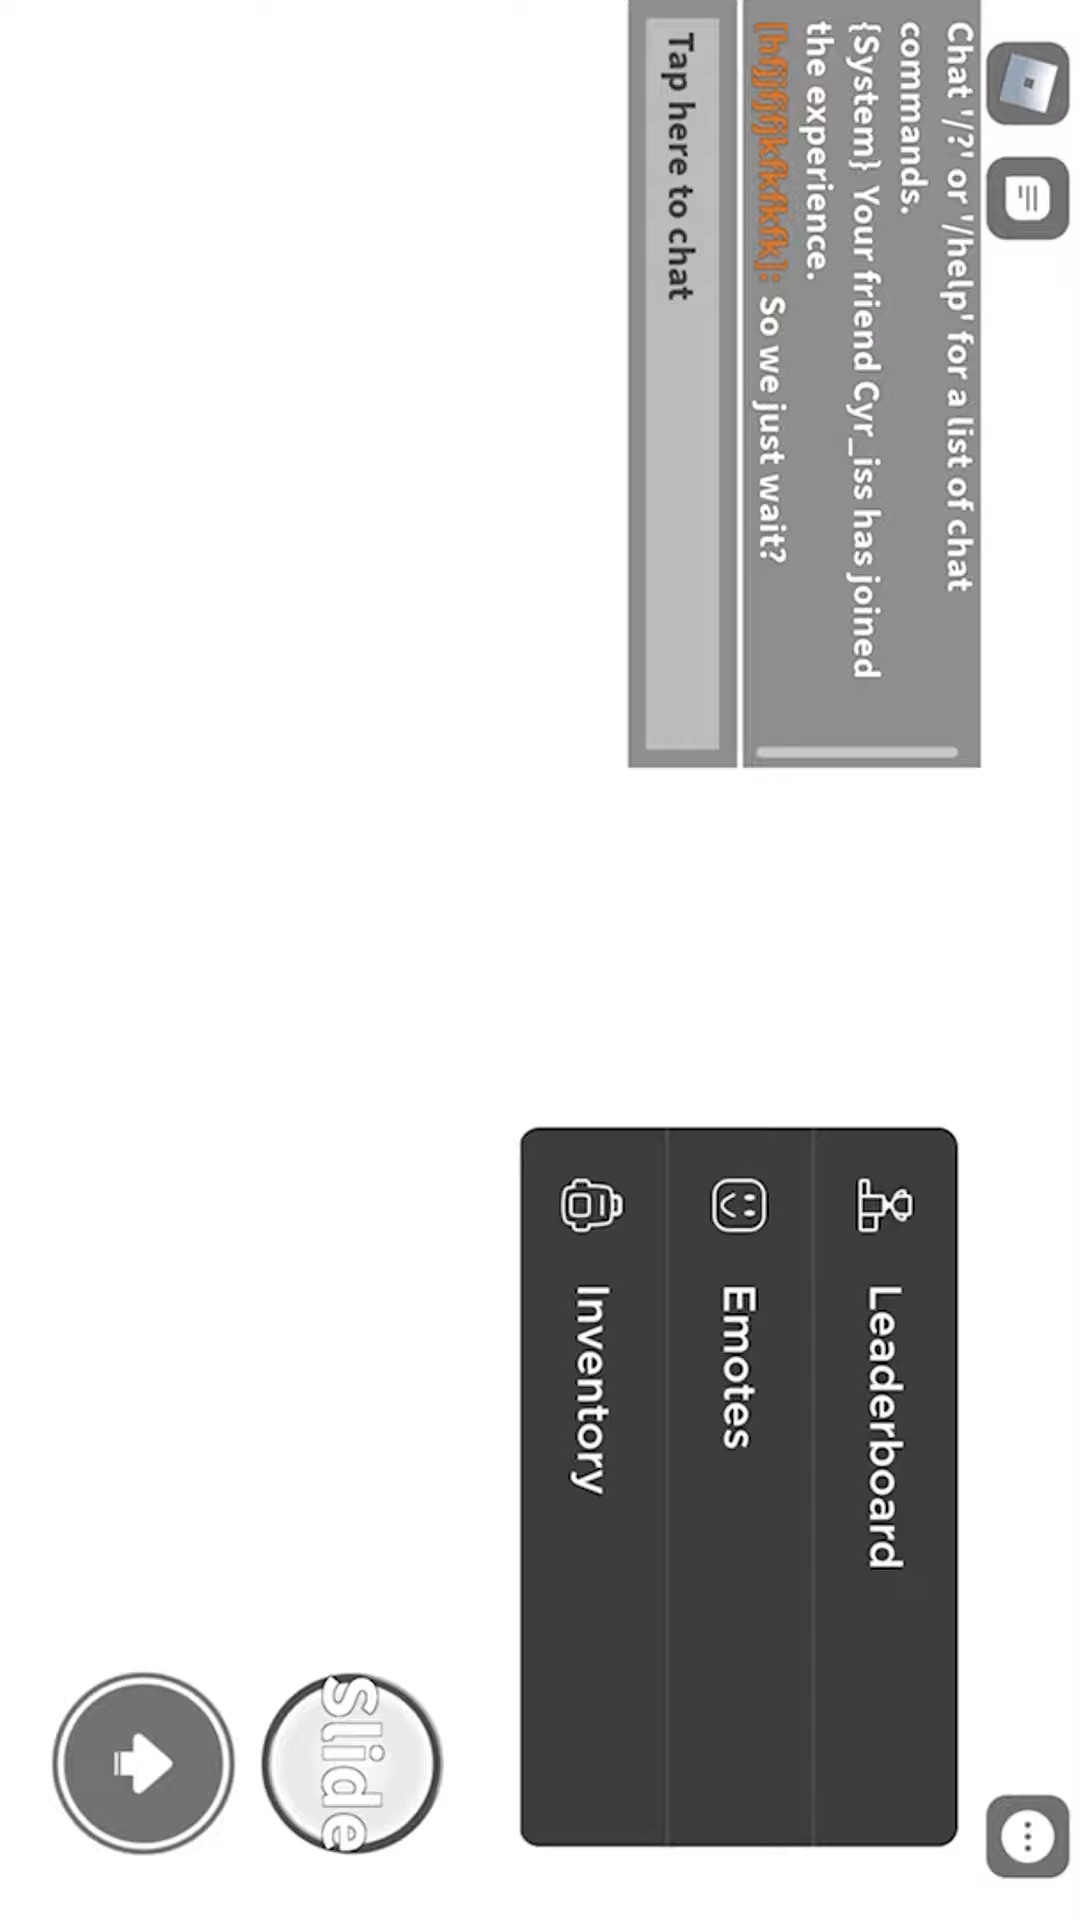 Chat '/?' or '/help' for a list of chat
commands.
{System} Your friend Cyr_iss has joined
the experience.
So we just wait?
Tap here to chat
Leaderboard
Emotes
Inventory
Slide